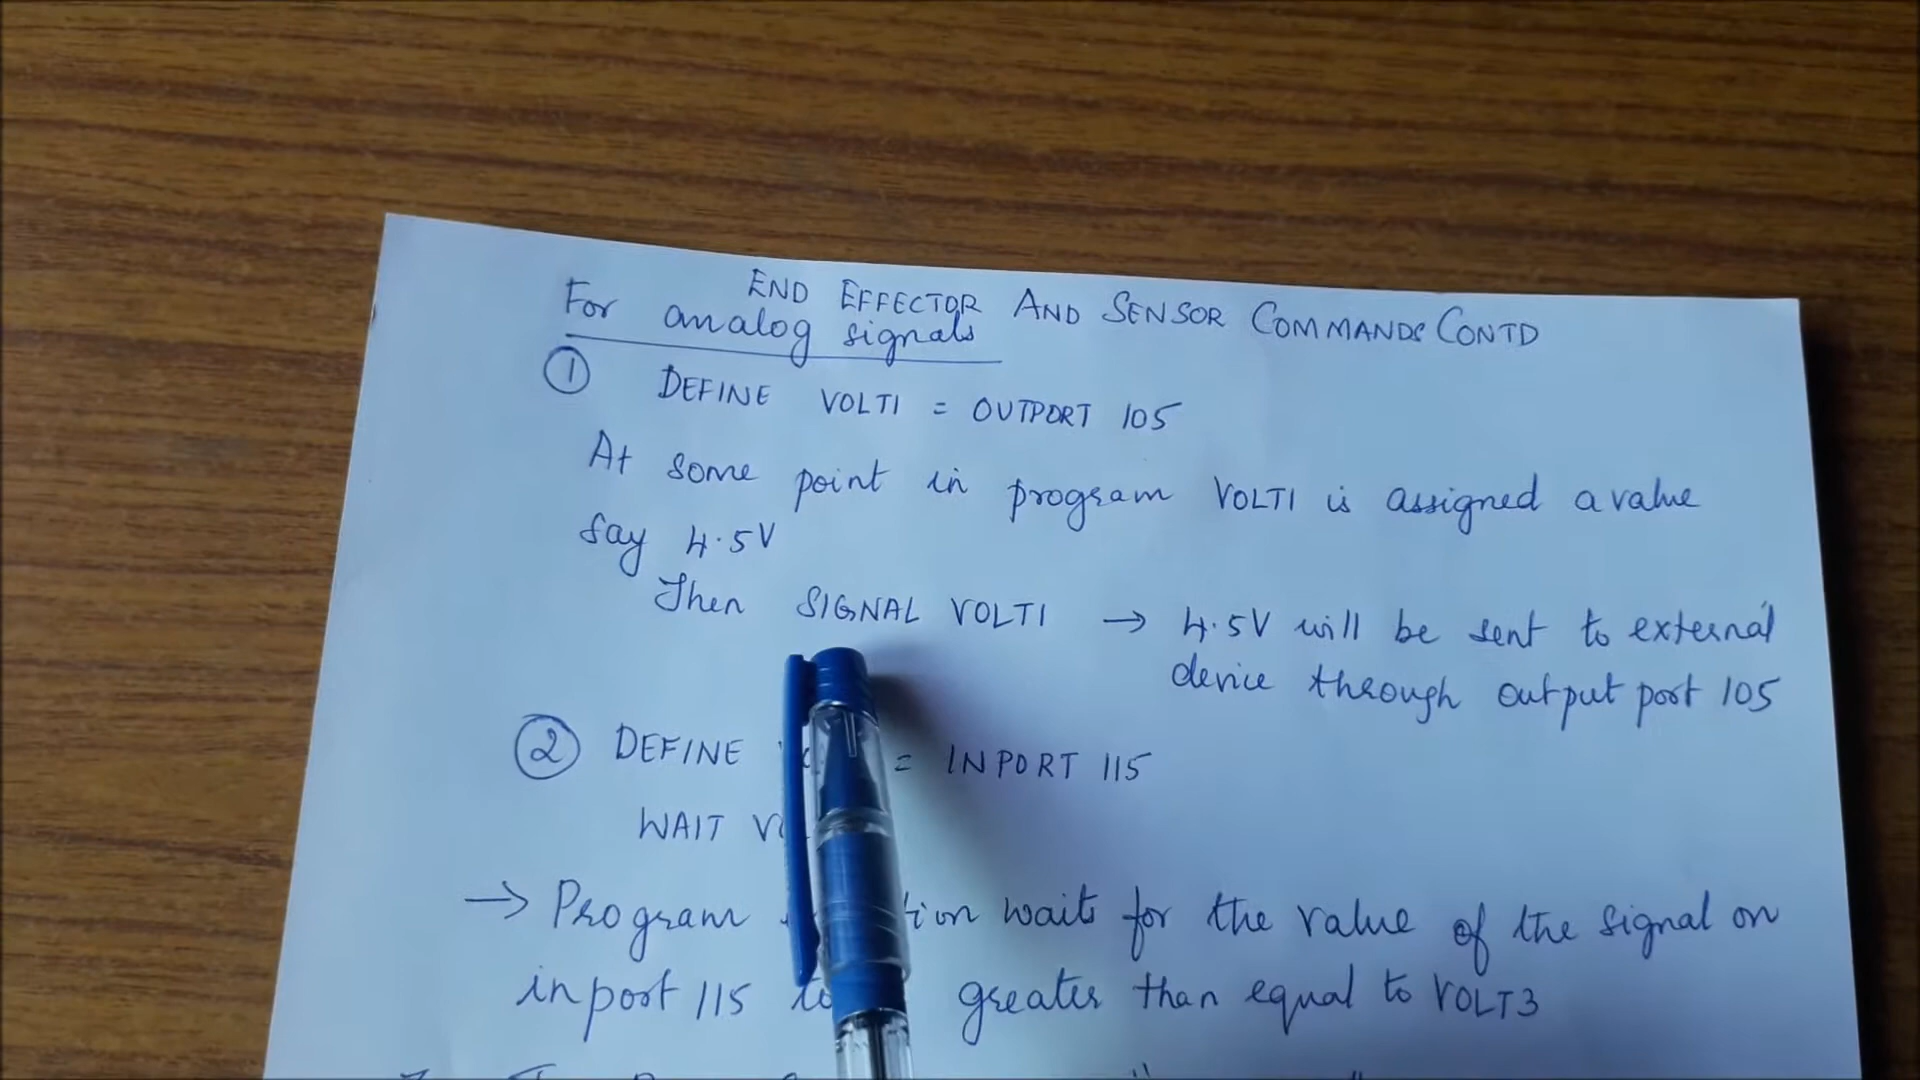 END EFFECTOR AND SENSOR COMMANDS CONTD
For analog signals
① DEFINE VOLT1 = OUTPORT 105
At some point in program VOLT1 is assigned a value
say 4.5V
Then SIGNAL VOLT1 → 4.5V will be sent to external
device through output port 105
② DEFINE = INPORT 115
WAIT
→ Program wait for the value of the signal on
inport 115 greater than equal to VOLT3